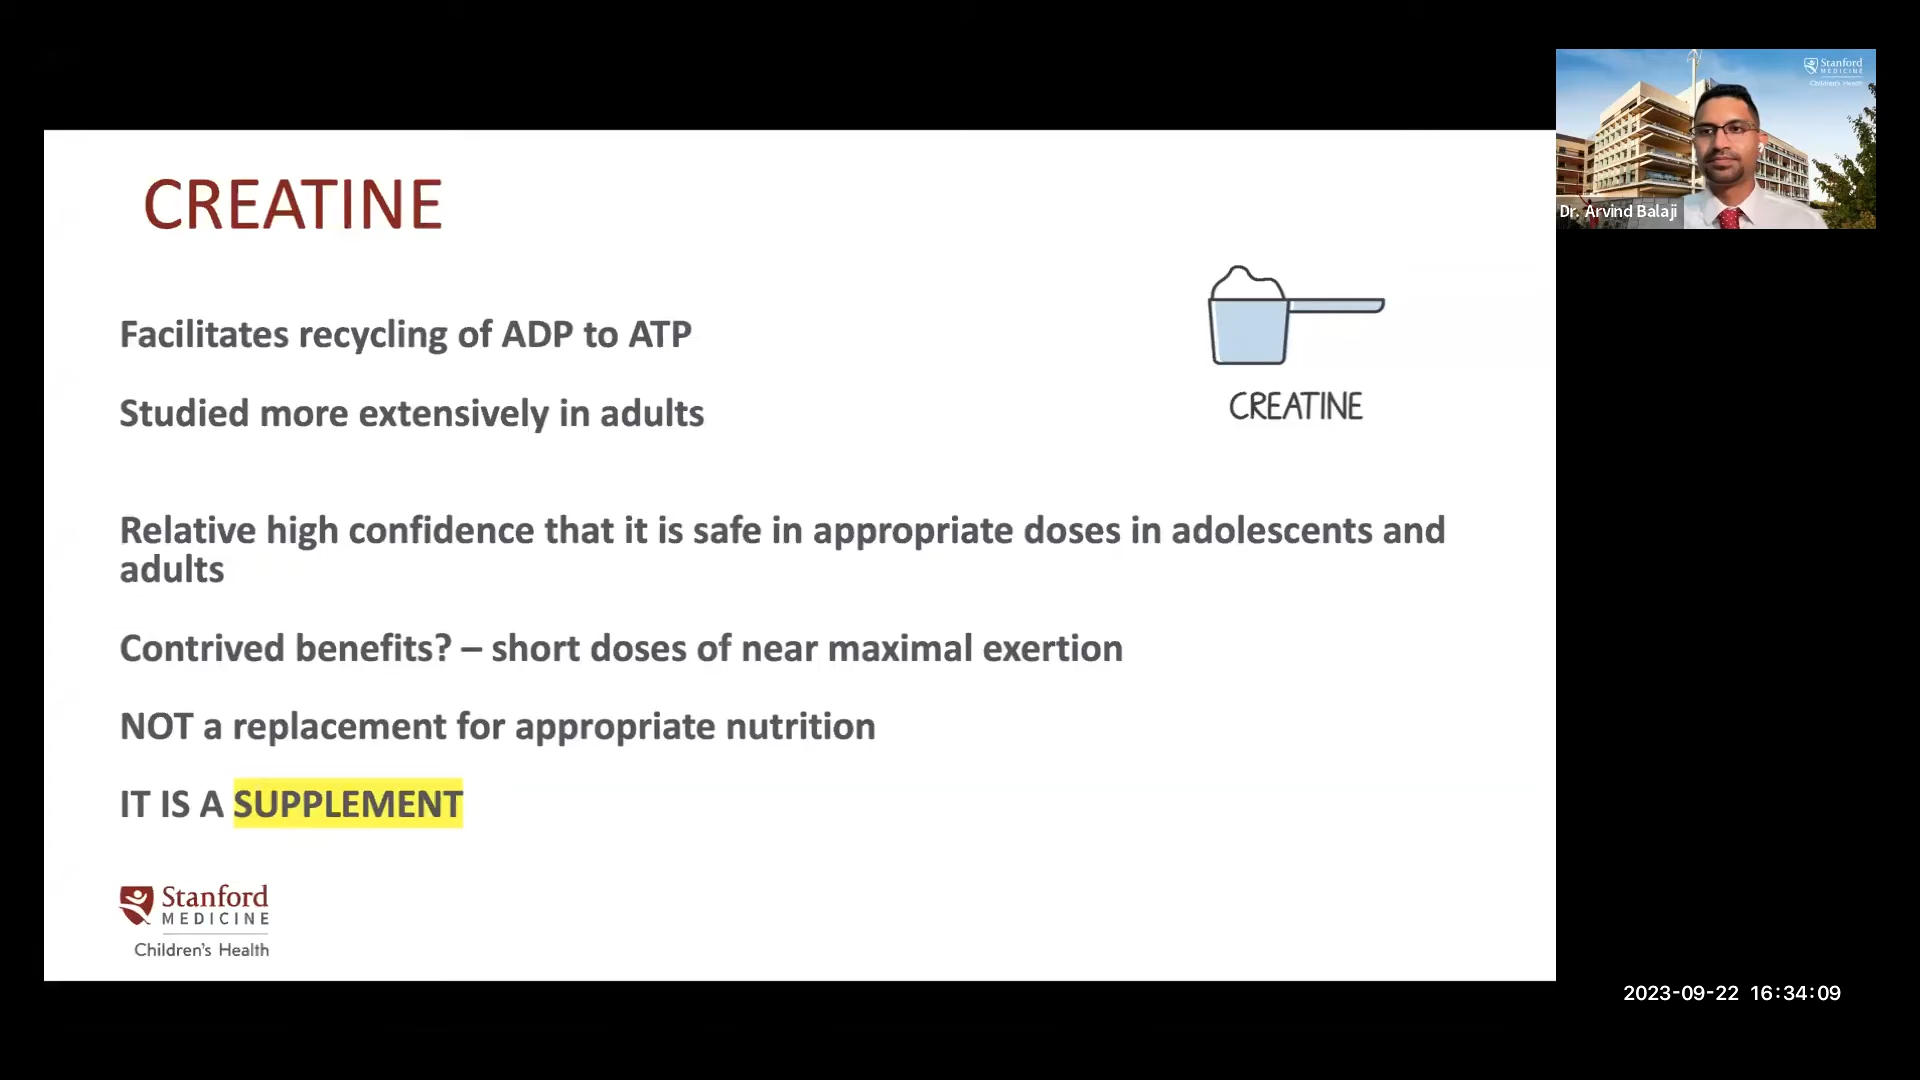 Stanford
MEDICINE
Children's Health
Dr. Arvind Balaji
CREATINE
Facilitates recycling of ADP to ATP
Studied more extensively in adults
CREATINE
Relative high confidence that it is safe in appropriate doses in adolescents and
adults
Contrived benefits? – short doses of near maximal exertion
NOT a replacement for appropriate nutrition
IT IS A SUPPLEMENT
Stanford
MEDICINE
Children's Health
2023-09-22 16:34:09